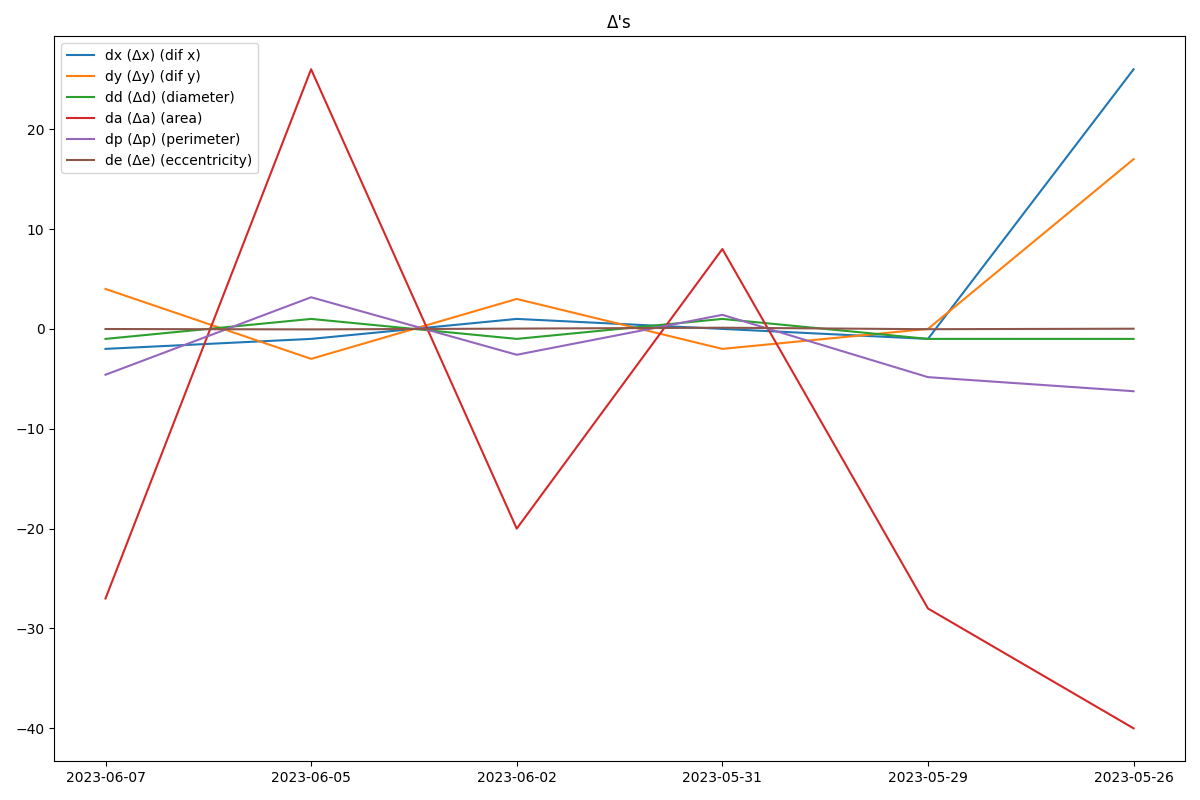 Δ's
dx (Δx) (dif x)
dy (Δy) (dif y)
dd (Δd) (diameter)
da (Δa) (area)
dp (Δp) (perimeter)
de (Δe) (eccentricity)
20
10
0
−10
−20
−30
−40
2023-06-07 2023-06-05 2023-06-02 2023-05-31 2023-05-29 2023-05-26